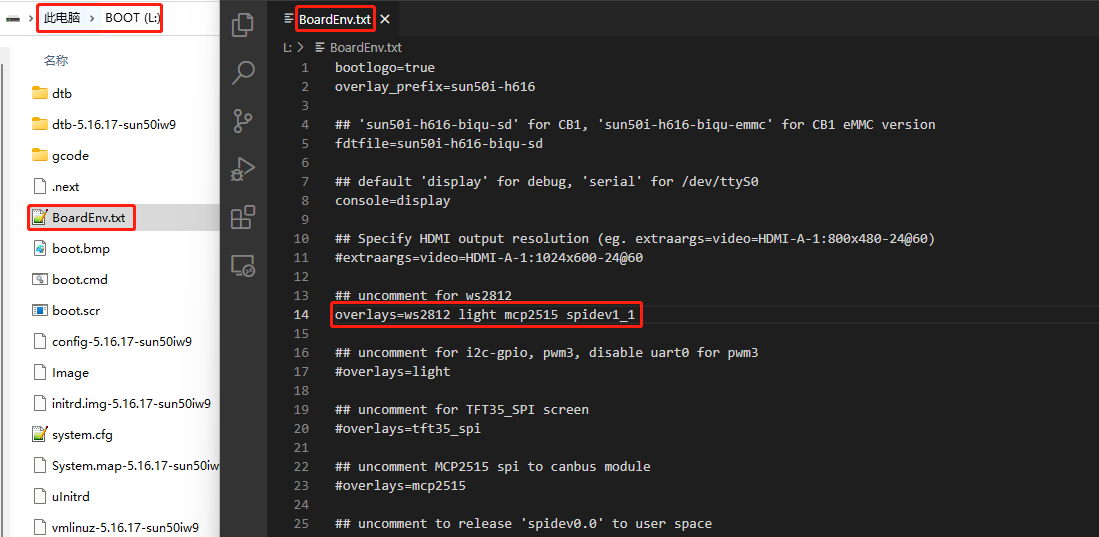 此电脑 > BOOT (L:)
名称
dtb
dtb-5.16.17-sun50iw9
gcode
.next
BoardEnv.txt
boot.bmp
boot.cmd
boot.scr
config-5.16.17-sun50iw9
Image
initrd.img-5.16.17-sun50iw9
system.cfg
System.map-5.16.17-sun50iw
uInitrd
vmlinuz-5.16.17-sun50iw9
BoardEnv.txt
L: > BoardEnv.txt
1 bootlogo=true
2 overlay_prefix=sun50i-h616
3
4 ## 'sun50i-h616-biqu-sd' for CB1, 'sun50i-h616-biqu-emmc' for CB1 eMMC version
5 fdtfile=sun50i-h616-biqu-sd
6
7 ## default 'display' for debug, 'serial' for /dev/ttyS0
8 console=display
9
10 ## Specify HDMI output resolution (eg. extraargs=video=HDMI-A-1:800x480-24@60)
11 #extraargs=video=HDMI-A-1:1024x600-24@60
12
13 ## uncomment for ws2812
14 overlays=ws2812 light mcp2515 spidev1_1
15
16 ## uncomment for i2c-gpio, pwm3, disable uart0 for pwm3
17 #overlays=light
18
19 ## uncomment for TFT35_SPI screen
20 #overlays=tft35_spi
21
22 ## uncomment MCP2515 spi to canbus module
23 #overlays=mcp2515
24
25 ## uncomment to release 'spidev0.0' to user space